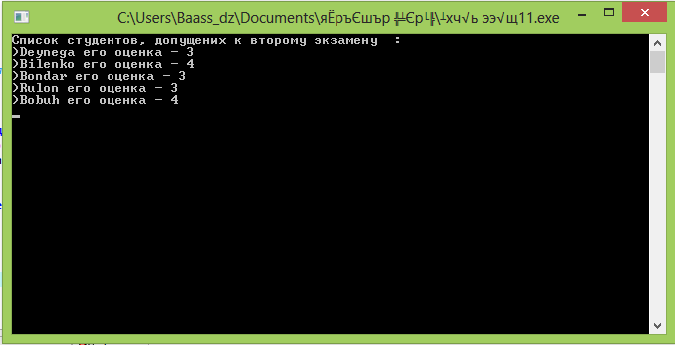 C:\Users\Baass_dz\Documents\яЁръЄшър ╬╧Єр└╠\┴хч√ь ээ√щ11.exe
Список студентов, допущених к второму экзамену :
>Deynega его оценка - 3
>Bilenko его оценка - 4
>Bondar его оценка - 3
>Rulon его оценка - 3
>Bobuh его оценка - 4